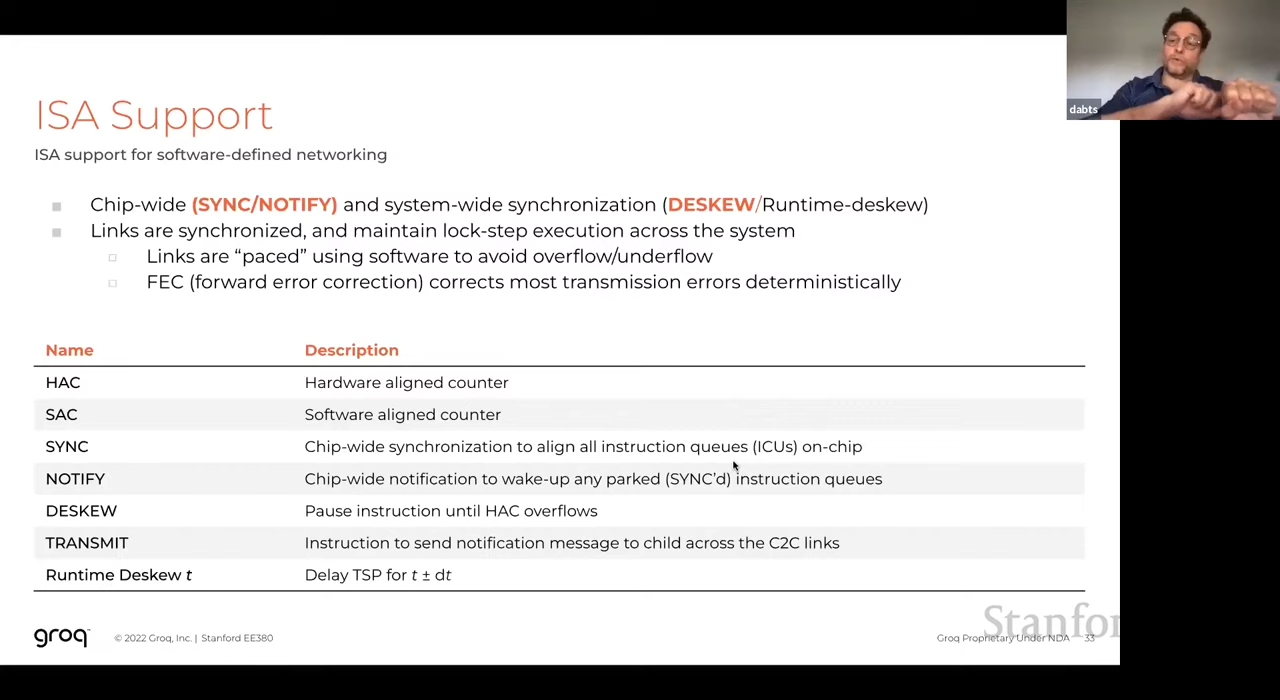 dabts
ISA Support
ISA support for software-defined networking
Chip-wide (SYNC/NOTIFY) and system-wide synchronization (DESKEW/Runtime-deskew)
Links are synchronized, and maintain lock-step execution across the system
Links are “paced” using software to avoid overflow/underflow
FEC (forward error correction) corrects most transmission errors deterministically
Name Description
HAC Hardware aligned counter
SAC Software aligned counter
SYNC Chip-wide synchronization to align all instruction queues (ICUs) on-chip
NOTIFY Chip-wide notification to wake-up any parked (SYNC’d) instruction queues
DESKEW Pause instruction until HAC overflows
TRANSMIT Instruction to send notification message to child across the C2C links
Runtime Deskew t Delay TSP for t ± dt
groq © 2022 Groq, Inc. | Stanford EE380
Stanfor
Groq Proprietary Under NDA 33